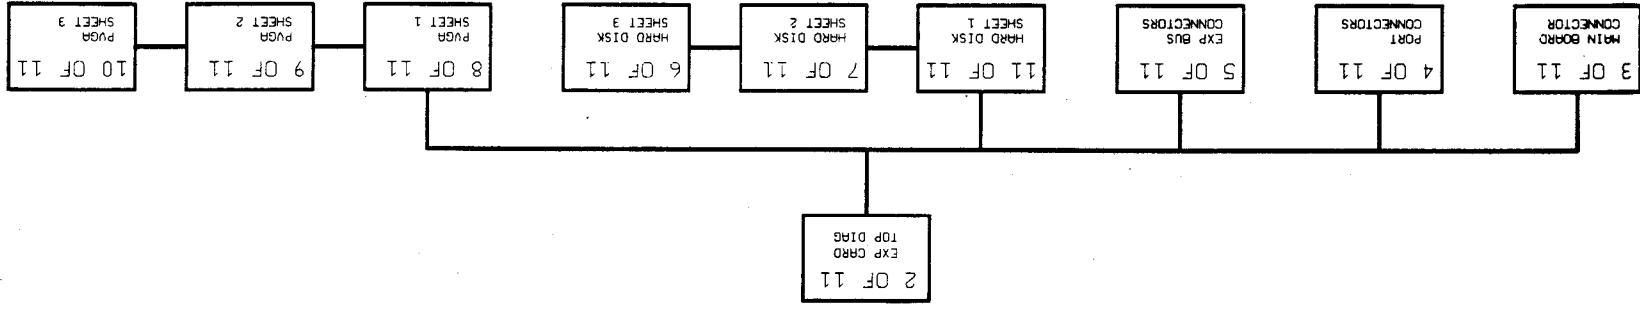 2 OF 11
EXP CARD
TOP DIAG
3 OF 11
MAIN BOARD
CONNECTOR
4 OF 11
PORT
CONNECTORS
5 OF 11
EXP BUS
CONNECTORS
11 OF 11
HARD DISK
SHEET 1
7 OF 11
HARD DISK
SHEET 2
6 OF 11
HARD DISK
SHEET 3
8 OF 11
PVGA
SHEET 1
9 OF 11
PVGA
SHEET 2
10 OF 11
PVGA
SHEET 3